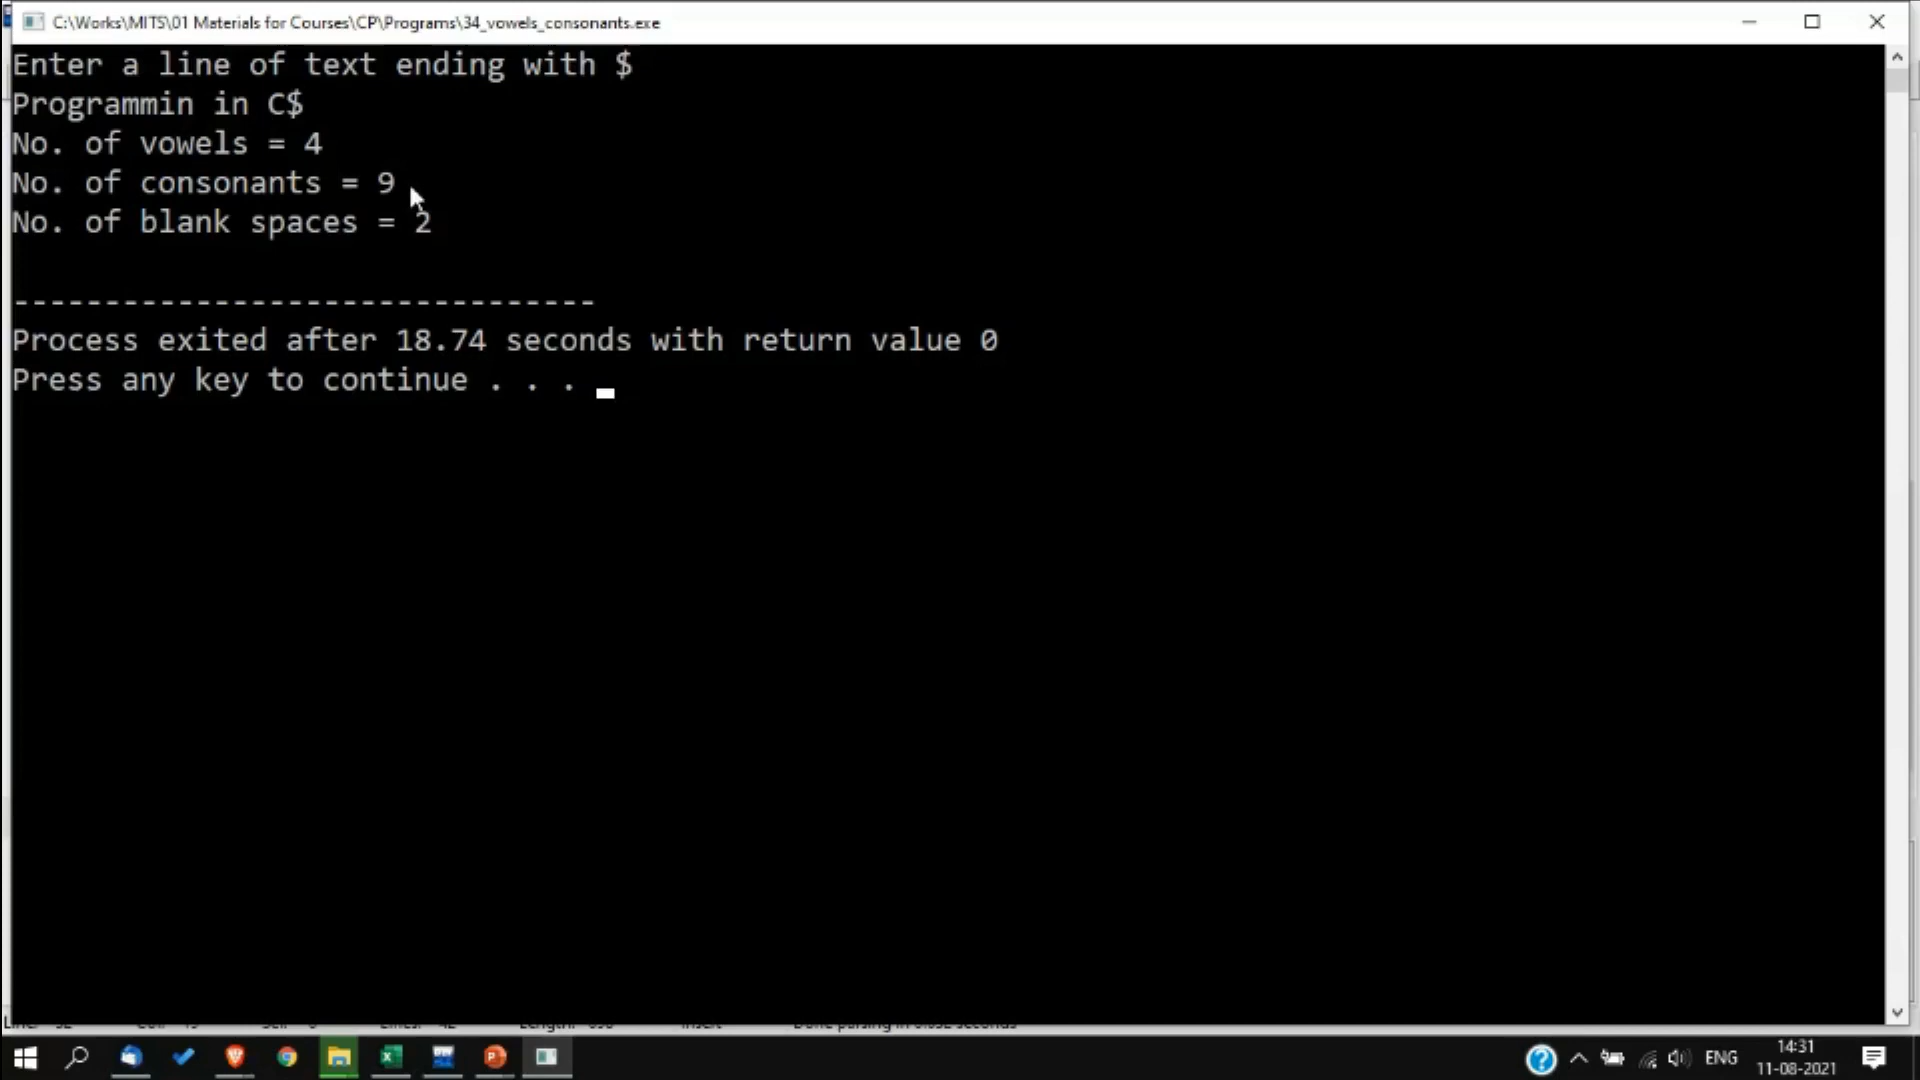 C:\Works\MITS\01 Materials for Courses\CP\Programs\34_vowels_consonants.exe
Enter a line of text ending with $
Programmin in C$
No. of vowels = 4
No. of consonants = 9
No. of blank spaces = 2
--------------------------------
Process exited after 18.74 seconds with return value 0
Press any key to continue . . .
ENG
14:31
11-08-2021